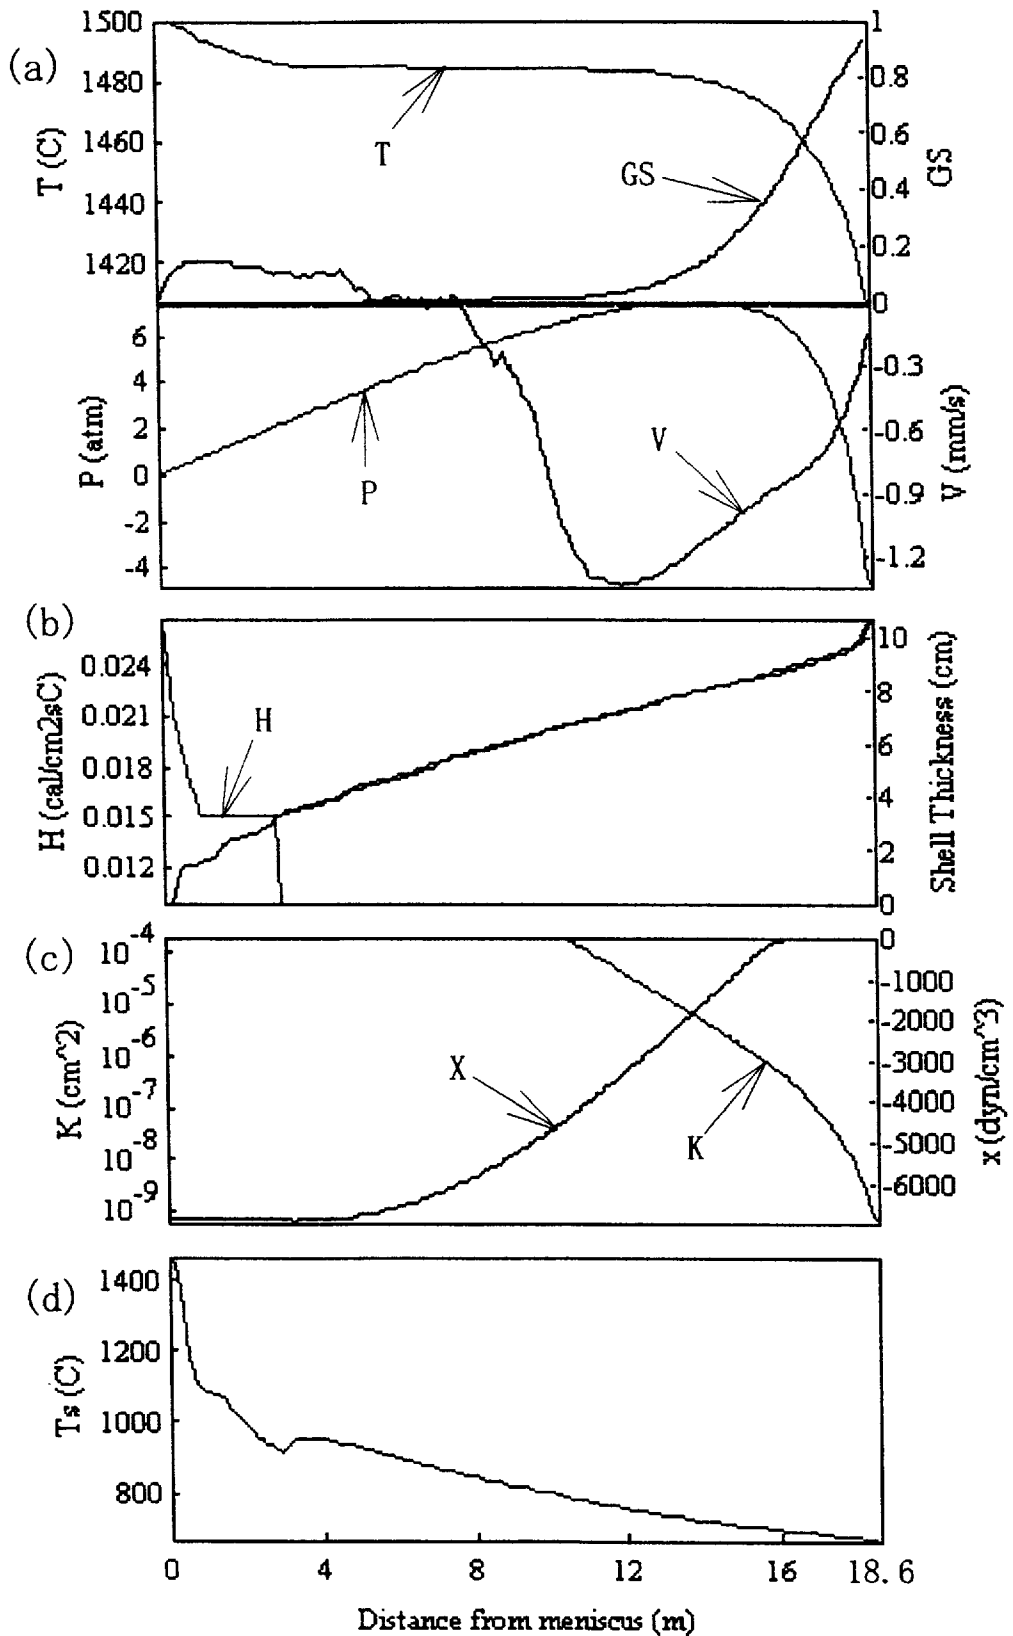 (a)
T (C)
1500
1480
1460
1440
1420
T
GS
1
0.8
0.6
0.4
0.2
0
GS
P (atm)
6
4
2
0
-2
-4
P
V
-0.3
-0.6
-0.9
-1.2
V (mm/s)
(b)
H (cal/cm2sC)
0.024
0.021
0.018
0.015
0.012
H
10
8
6
4
2
0
Shell Thickness (cm)
(c)
K (cm^2)
10^-4
10^-5
10^-6
10^-7
10^-8
10^-9
X
K
0
-1000
-2000
-3000
-4000
-5000
-6000
x (dyn/cm^3)
(d)
Ts (C)
1400
1200
1000
800
0 4 8 12 16 18.6
Distance from meniscus (m)